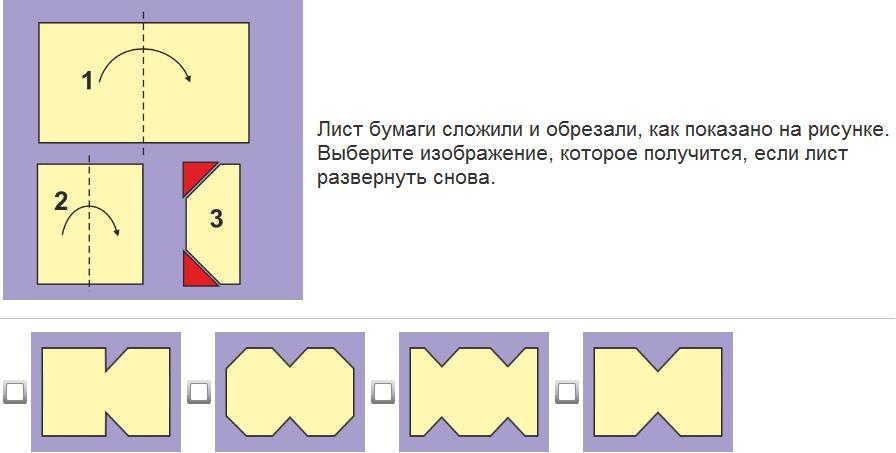 1
2
3
Лист бумаги сложили и обрезали, как показано на рисунке.
Выберите изображение, которое получится, если лист
развернуть снова.